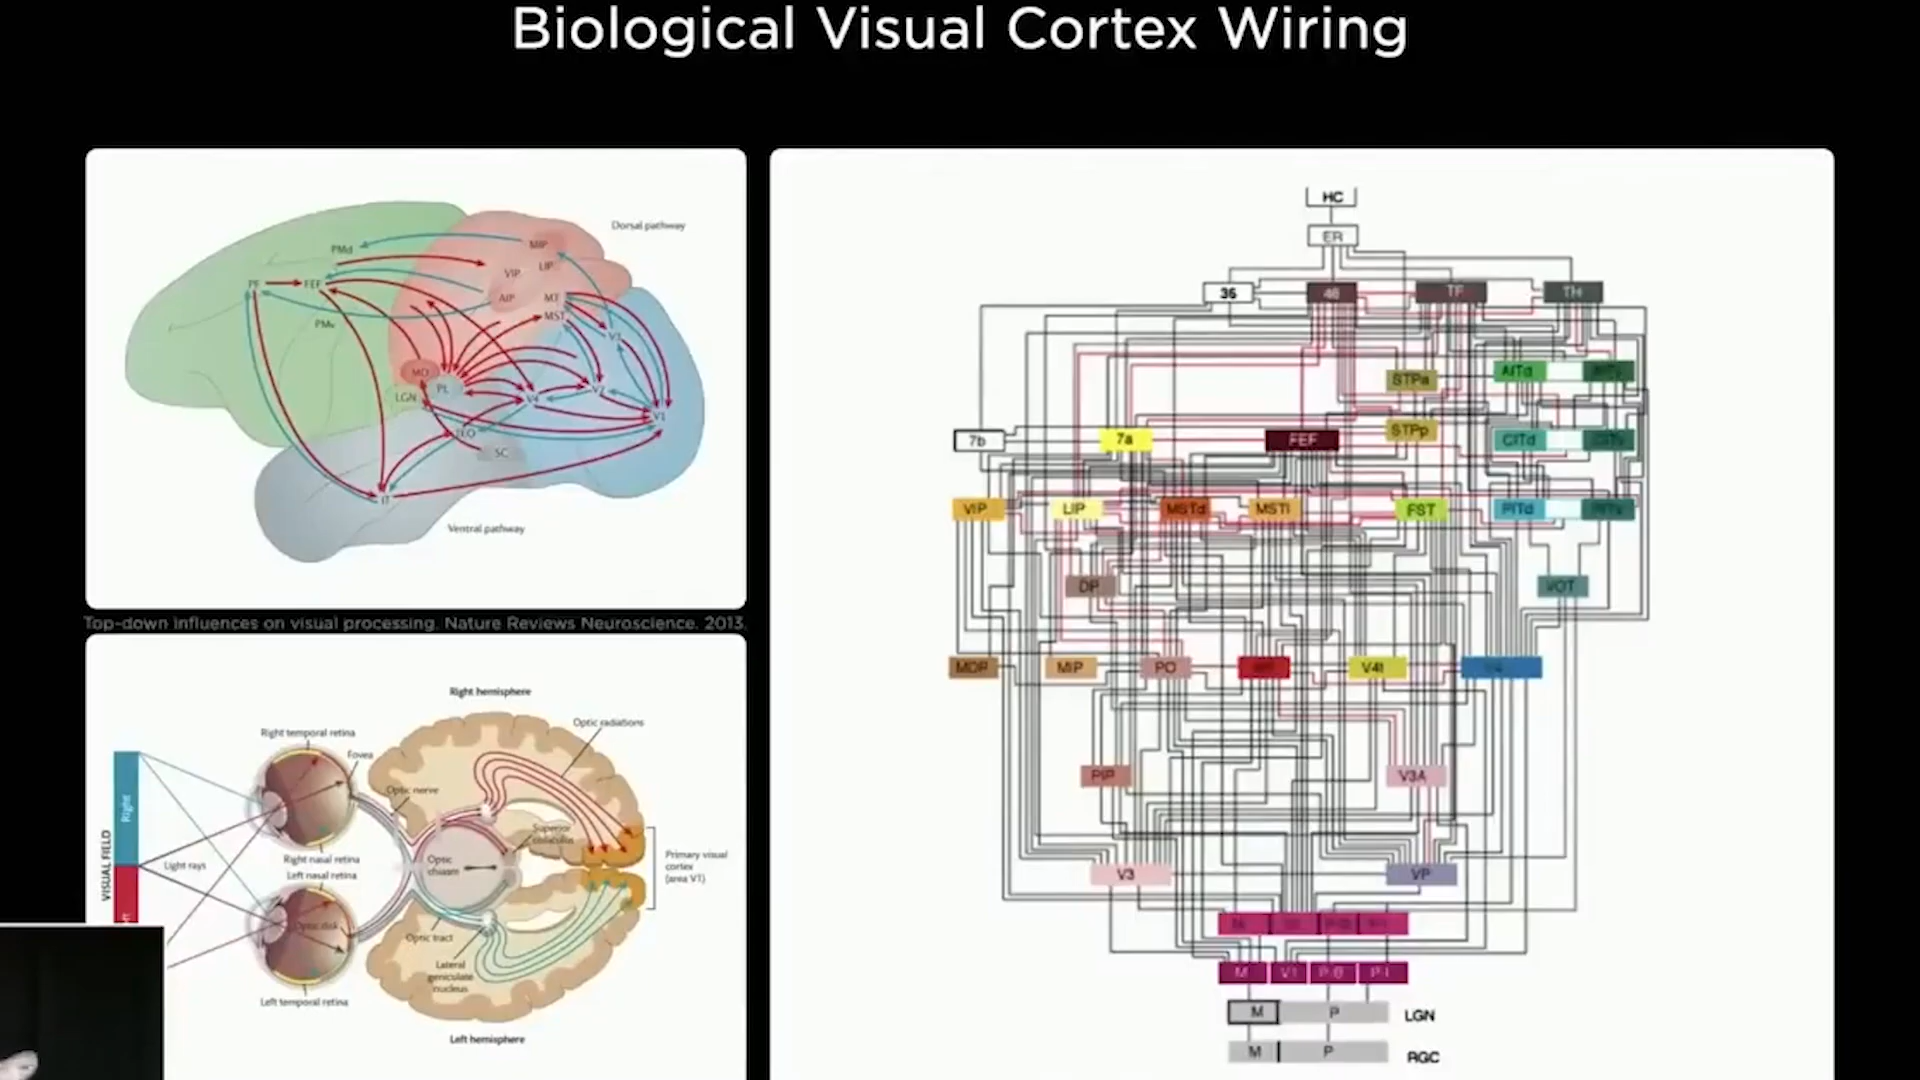 Biological Visual Cortex Wiring
Dorsal pathway
PMd
MIP
VIP
LIP
PF
FEF
AIP
MT
MST
PMv
V3
MD
PL
LGN
V4
V2
V1
TEO
SC
IT
Ventral pathway
Top-down influences on visual processing. Nature Reviews Neuroscience. 2013.
Right hemisphere
Optic radiations
Right temporal retina
Fovea
Optic nerve
Right
VISUAL FIELD
Light rays
Superior colliculus
Optic chiasm
Primary visual
cortex
(area V1)
Right nasal retina
Left nasal retina
Optic disk
Optic tract
Lateral
geniculate
nucleus
Left temporal retina
Left hemisphere
HC
ER
36
46
TF
TH
STPa
AITd
7b
7a
FEF
STPp
CITd
VIP
LIP
MSTd
MSTl
FST
PITd
DP
VOT
MDP
MIP
PO
V4t
PIP
V3A
V3
VP
M
V1
P-B
P-I
M
P
LGN
M
P
RGC